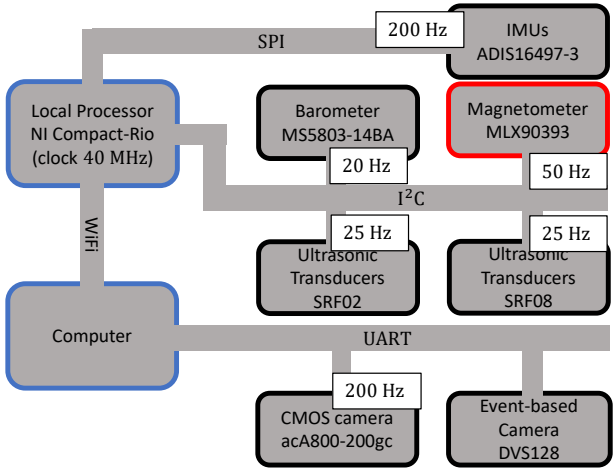 200 Hz
IMUs
ADIS16497-3
SPI
Local Processor
NI Compact-Rio
(clock 40 MHz)
Barometer
MS5803-14BA
Magnetometer
MLX90393
20 Hz
50 Hz
I²C
WiFi
25 Hz
25 Hz
Ultrasonic
Transducers
SRF02
Ultrasonic
Transducers
SRF08
Computer
UART
200 Hz
CMOS camera
acA800-200gc
Event-based
Camera
DVS128